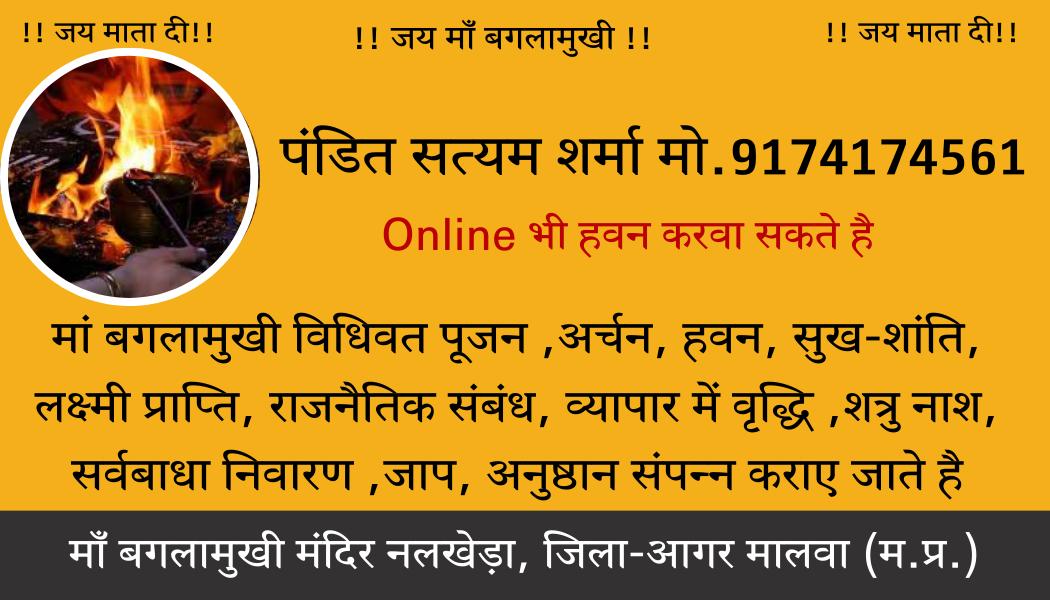 !! जय माता दी!!
!! जय माँ बगलामुखी !!
!! जय माता दी!!
पंडित सत्यम शर्मा मो.9174174561
Online भी हवन करवा सकते है
मां बगलामुखी विधिवत पूजन ,अर्चन, हवन, सुख-शांति,
लक्ष्मी प्राप्ति, राजनैतिक संबंध, व्यापार में वृद्धि ,शत्रु नाश,
सर्वबाधा निवारण ,जाप, अनुष्ठान संपन्न कराए जाते है
माँ बगलामुखी मंदिर नलखेड़ा, जिला-आगर मालवा (म.प्र.)